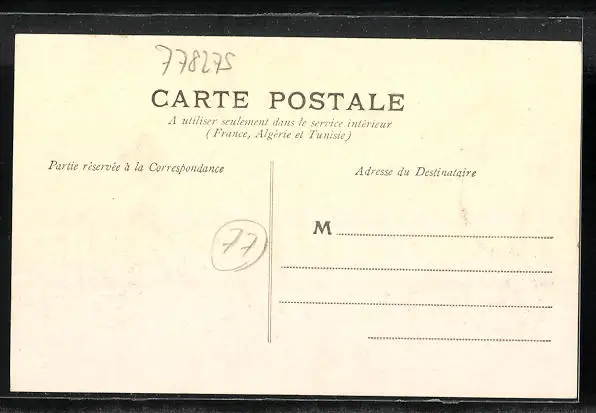 778275
CARTE POSTALE
A utiliser seulement dans le service intérieur
(France, Algérie et Tunisie)
Partie réservée à la Correspondance
Adresse du Destinataire
M
77